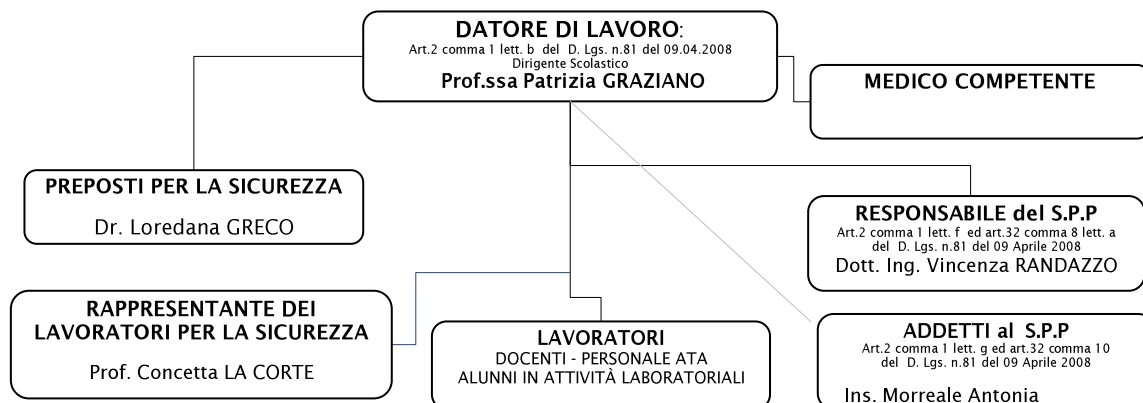 DATORE DI LAVORO:
Art.2 comma 1 lett. b del D. Lgs. n.81 del 09.04.2008
Dirigente Scolastico
Prof.ssa Patrizia GRAZIANO
MEDICO COMPETENTE
PREPOSTI PER LA SICUREZZA
Dr. Loredana GRECO
RESPONSABILE del S.P.P
Art.2 comma 1 lett. f ed art.32 comma 8 lett. a
del D. Lgs. n.81 del 09 Aprile 2008
Dott. Ing. Vincenza RANDAZZO
RAPPRESENTANTE DEI
LAVORATORI PER LA SICUREZZA
Prof. Concetta LA CORTE
LAVORATORI
DOCENTI - PERSONALE ATA
ALUNNI IN ATTIVITÀ LABORATORIALI
ADDETTI al S.P.P
Art.2 comma 1 lett. g ed art.32 comma 10
del D. Lgs. n.81 del 09 Aprile 2008
Ins. Morreale Antonia